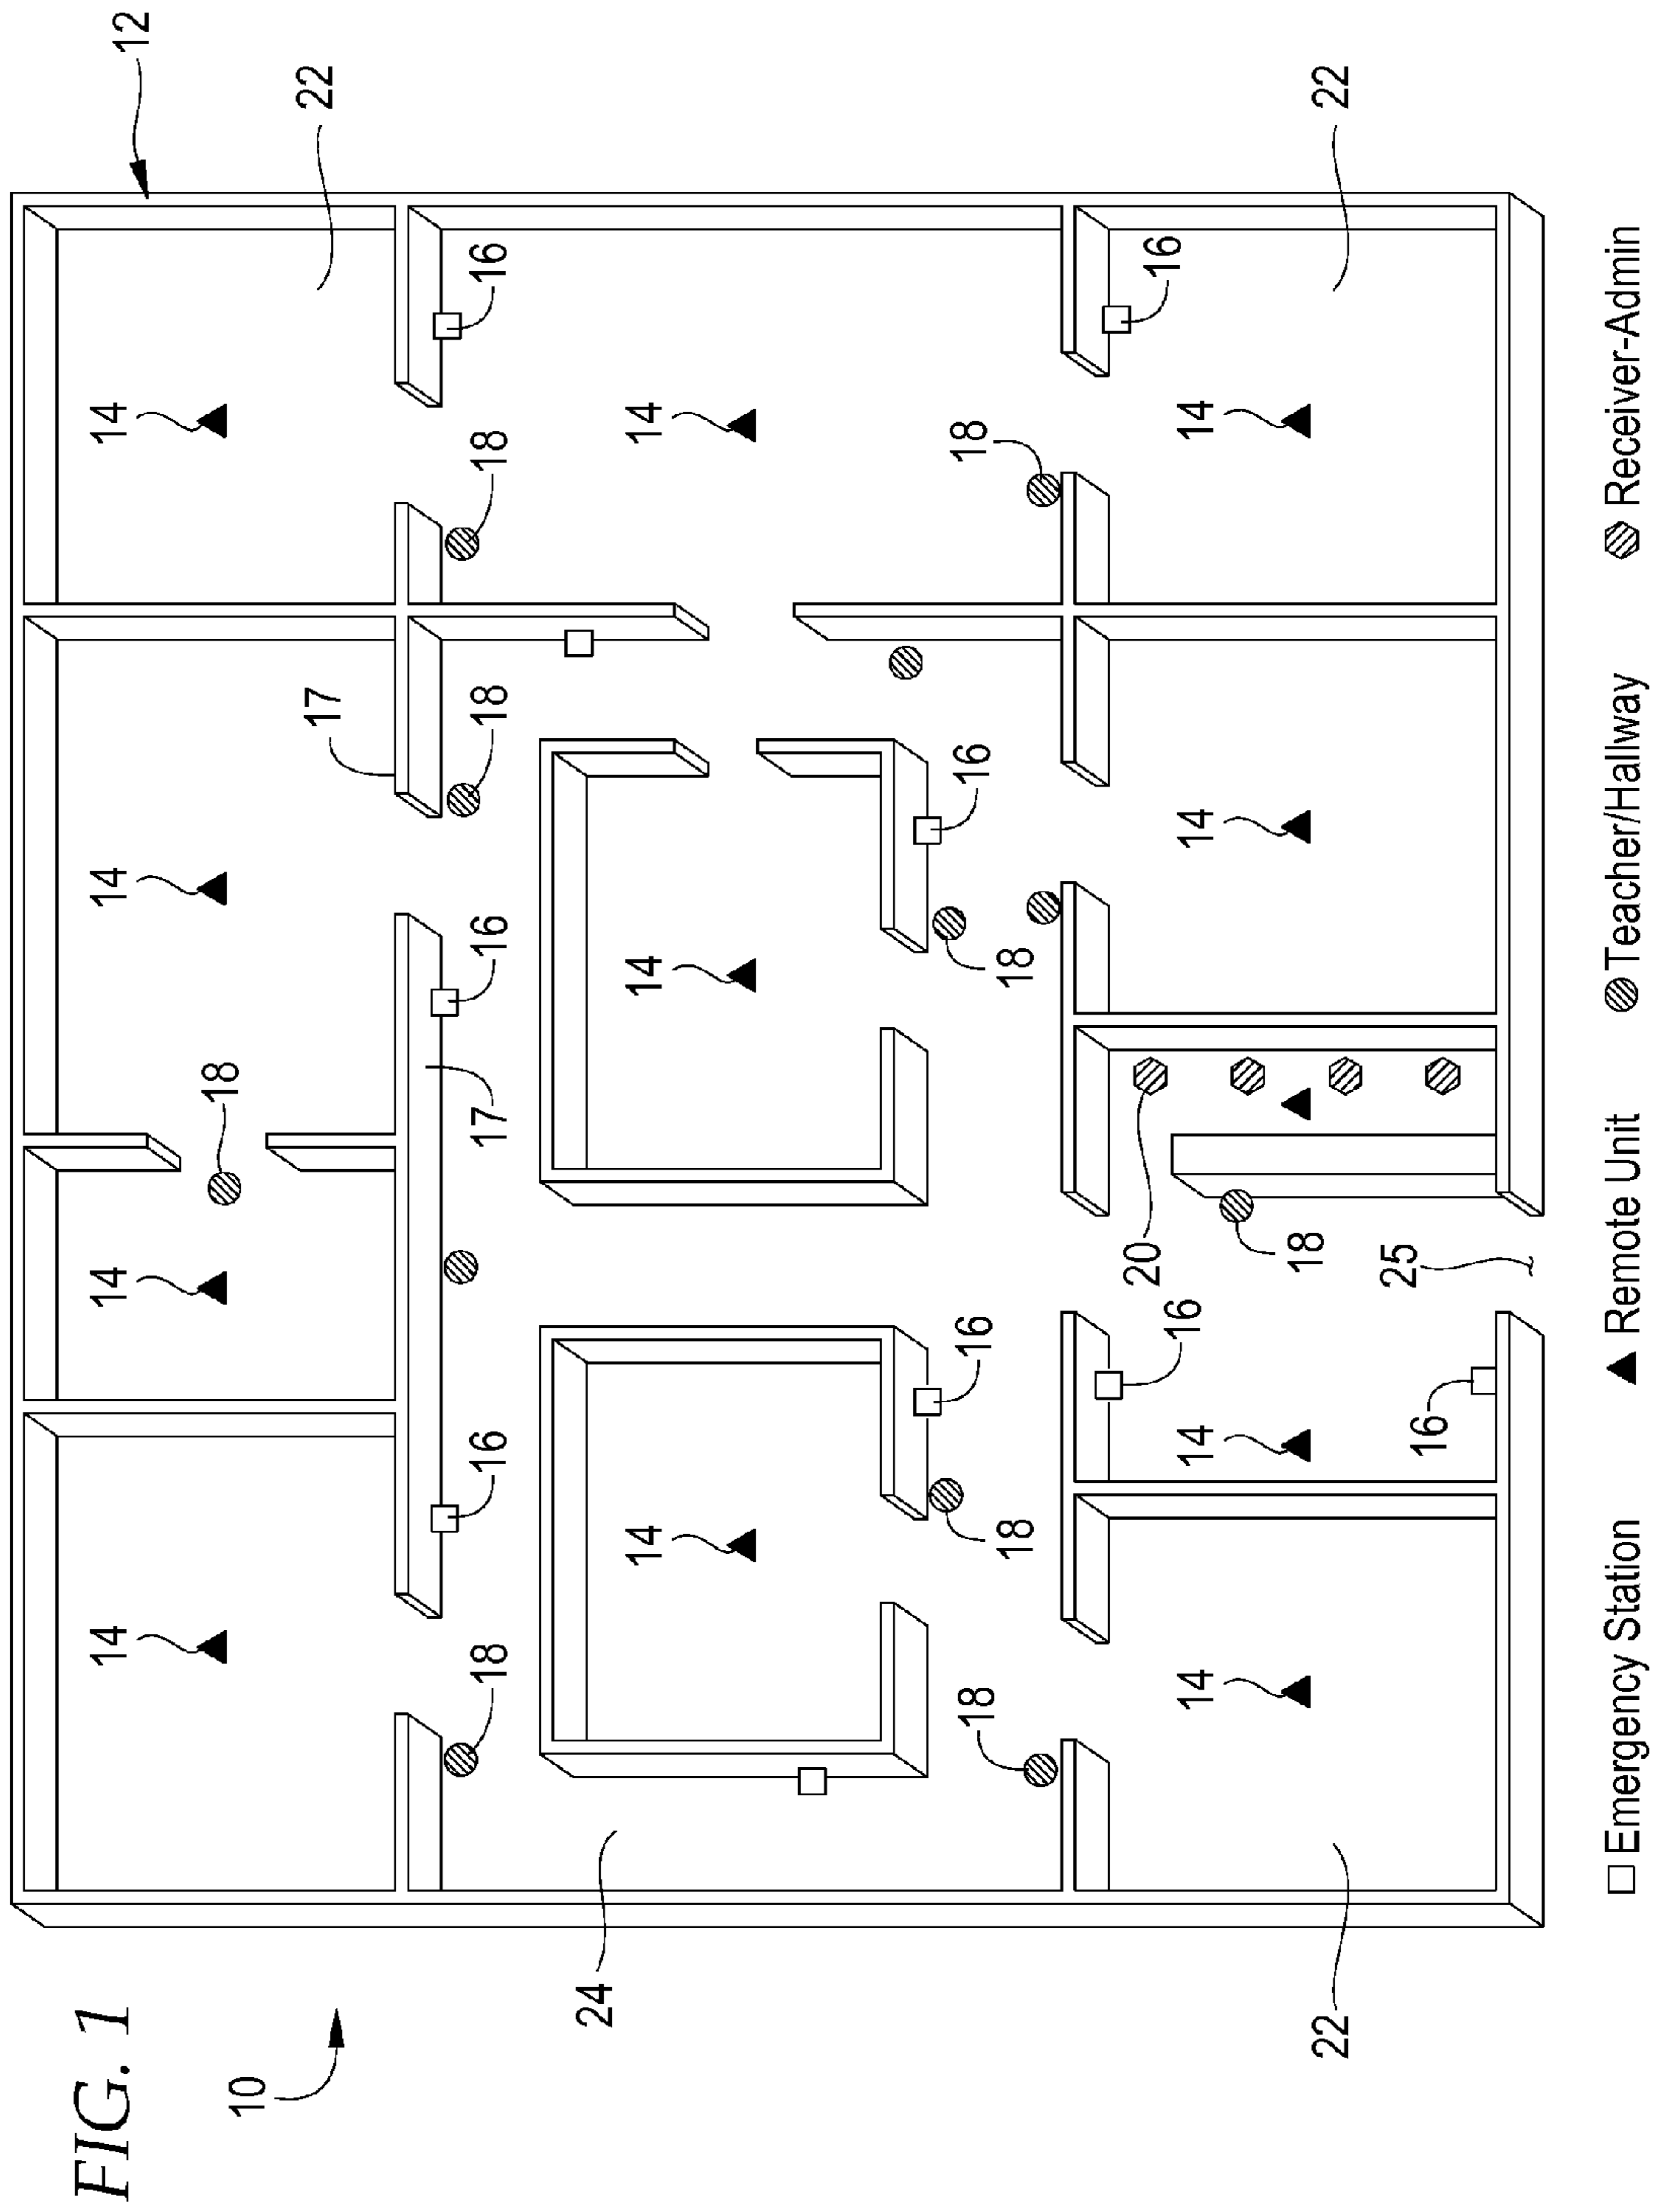 FIG. 1
12
14 14 14 14
10
18
22
17
18 16 17 16 18 18 16
24
14 14 14
18 16 16 18
18 18
20
16 16
14 14 14 14
18
22 22
25
16
Emergency Station Remote Unit Teacher/Hallway Receiver-Admin